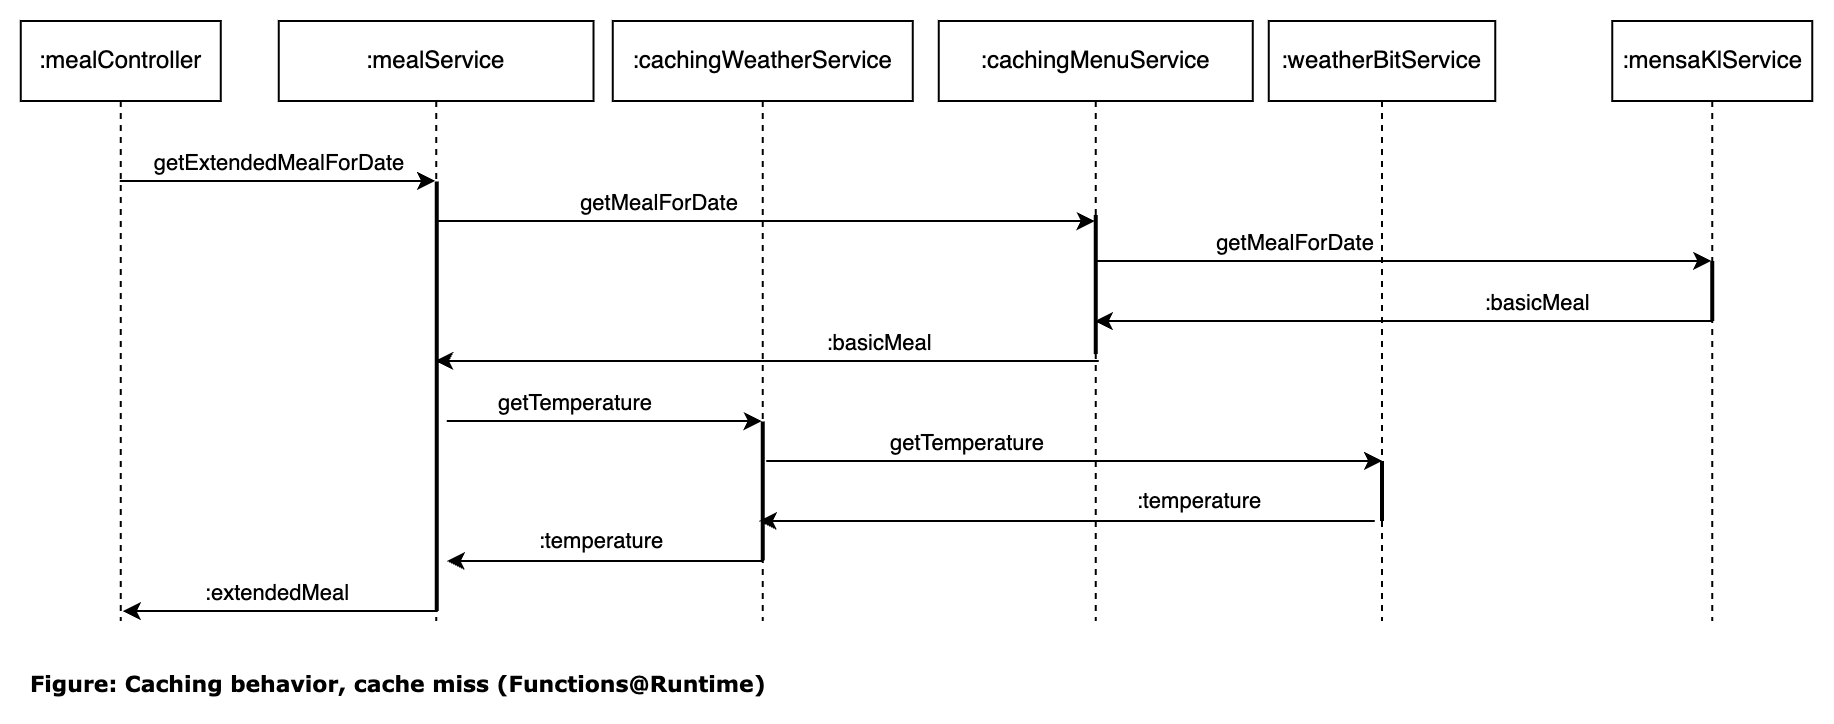 :mealController
:mealService
:cachingWeatherService
:cachingMenuService
:weatherBitService
:mensaKlService
getExtendedMealForDate
getMealForDate
getMealForDate
:basicMeal
:basicMeal
getTemperature
getTemperature
:temperature
:temperature
:extendedMeal
Figure: Caching behavior, cache miss (Functions@Runtime)